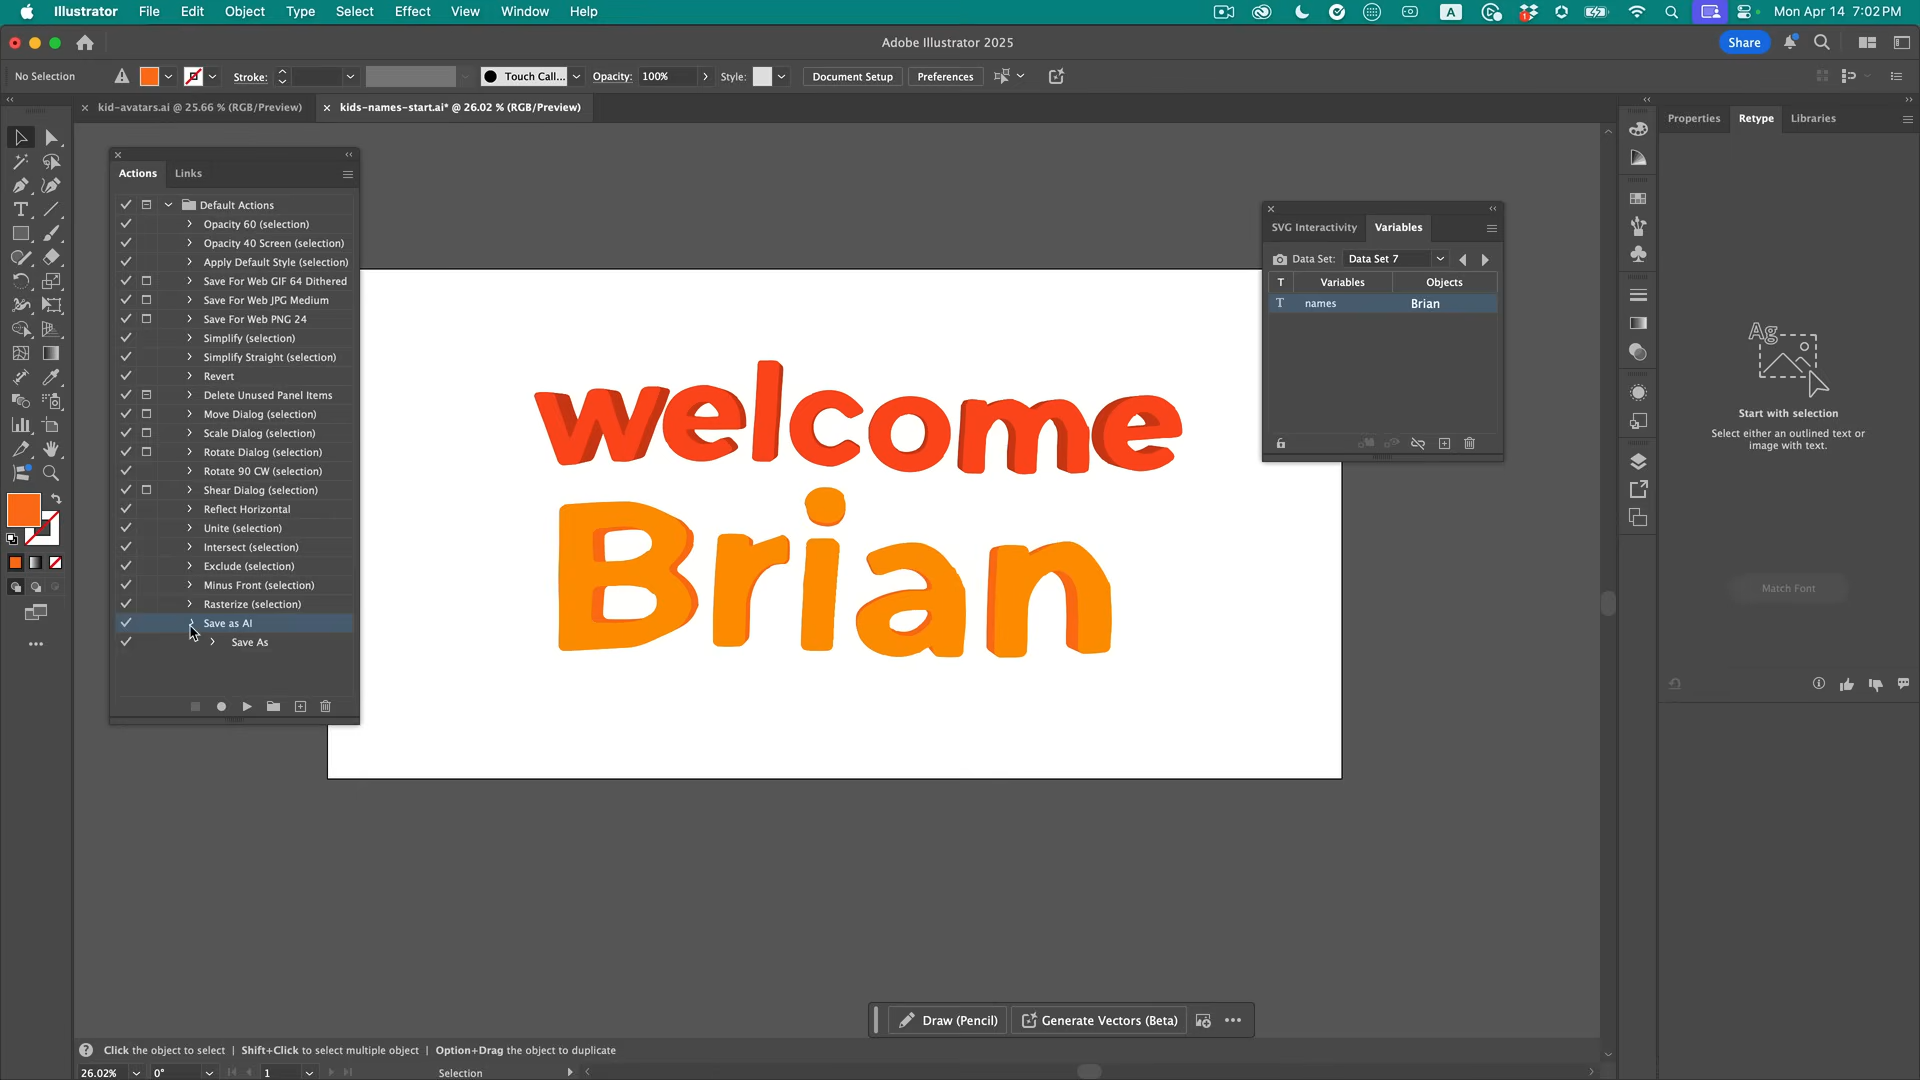 Illustrator File Edit Object Type Select Effect View Window Help A 1 Mon Apr 14 7:02 PM
Adobe Illustrator 2025 Share
No Selection Stroke: Touch Call... Opacity: 100% Style: Document Setup Preferences
kid-avatars.ai @ 25.66 % (RGB/Preview) kids-names-start.ai* @ 26.02 % (RGB/Preview)
Properties Retype Libraries
Actions Links
Default Actions
Opacity 60 (selection)
Opacity 40 Screen (selection)
Apply Default Style (selection)
Save For Web GIF 64 Dithered
Save For Web JPG Medium
Save For Web PNG 24
Simplify (selection)
Simplify Straight (selection)
Revert
Delete Unused Panel Items
Move Dialog (selection)
Scale Dialog (selection)
Rotate Dialog (selection)
Rotate 90 CW (selection)
Shear Dialog (selection)
Reflect Horizontal
Unite (selection)
Intersect (selection)
Exclude (selection)
Minus Front (selection)
Rasterize (selection)
Save as AI
Save As
welcome
Brian
SVG Interactivity Variables
Data Set: Data Set 7
T Variables Objects
T names Brian
Ag
Start with selection
Select either an outlined text or
image with text.
Match Font
Draw (Pencil) Generate Vectors (Beta)
Click the object to select | Shift+Click to select multiple object | Option+Drag the object to duplicate
26.02% 0° 1 Selection